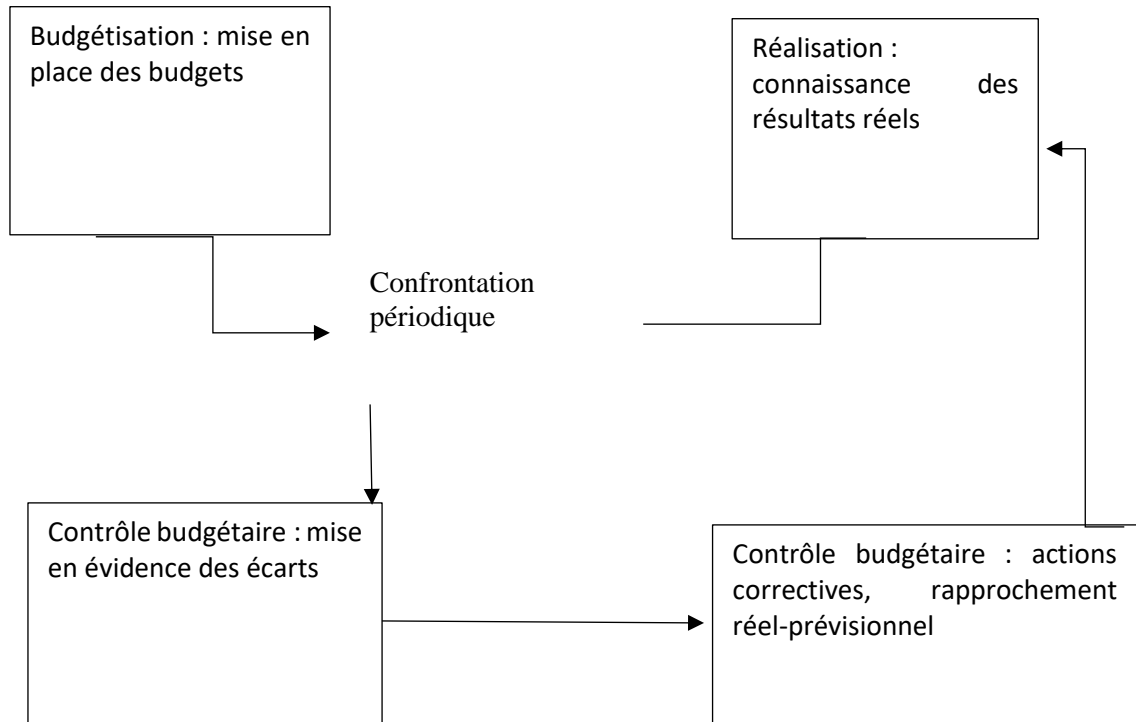 Budgétisation : mise en
place des budgets
Réalisation :
connaissance des
résultats réels
Confrontation
périodique
Contrôle budgétaire : mise
en évidence des écarts
Contrôle budgétaire : actions
correctives, rapprochement
réel-prévisionnel